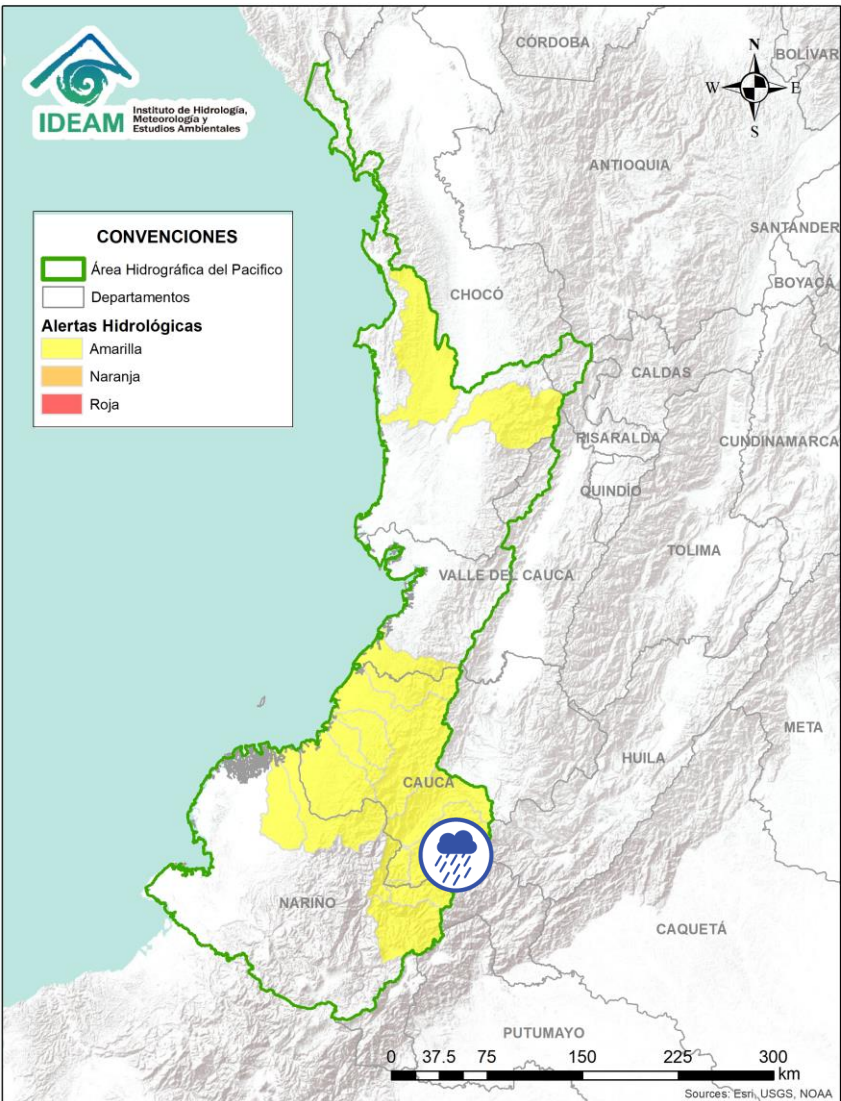 IDEAM
Instituto de Hidrología,
Meteorología y
Estudios Ambientales
CONVENCIONES
Área Hidrográfica del Pacifico
Departamentos
Alertas Hidrológicas
Amarilla
Naranja
Roja
N
W
E
S
CÓRDOBA
BOLÍVAR
ANTIOQUIA
SANTANDER
BOYACÁ
CHOCÓ
CALDAS
RISARALDA
CUNDINAMARCA
QUINDÍO
TOLIMA
VALLE DEL CAUCA
META
HUILA
CAUCA
NARIÑO
CAQUETÁ
PUTUMAYO
0 37.5 75 150 225 300
km
Sources: Esri, USGS, NOAA